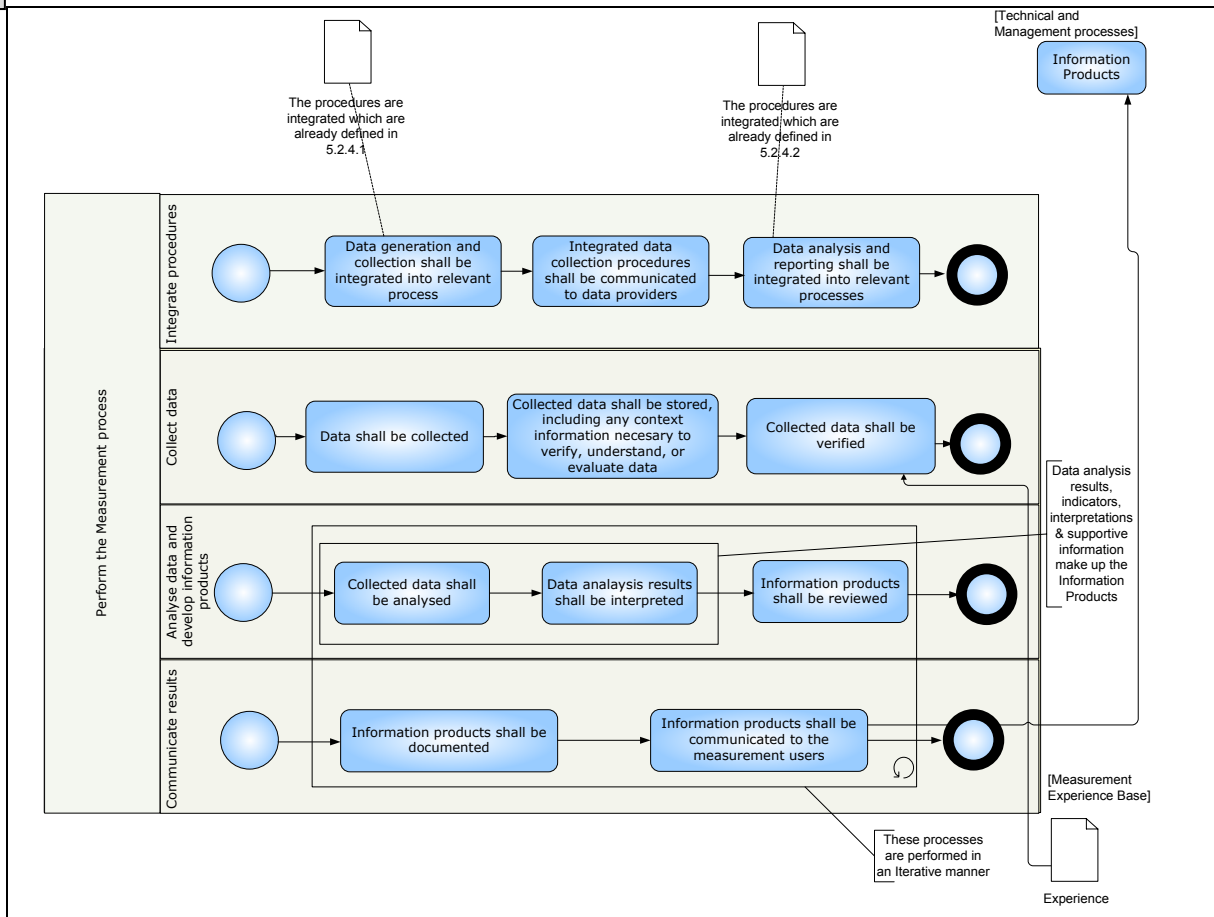 [Technical and
Management processes]
Information
Products
The procedures are
integrated which are
already defined in
5.2.4.1
The procedures are
integrated which are
already defined in
5.2.4.2
Perform the Measurement process
Integrate procedures
Data generation and
collection shall be
integrated into relevant
process
Integrated data
collection procedures
shall be communicated
to data providers
Data analysis and
reporting shall be
integrated into relevant
processes
Collect data
Data shall be collected
Collected data shall be stored,
including any context
information necesary to
verify, understand, or
evaluate data
Collected data shall be
verified
Data analysis
results,
indicators,
interpretations
& supportive
information
make up the
Information
Products
Analyse data and
develop information
products
Collected data shall
be analysed
Data analaysis results
shall be interpreted
Information products
shall be reviewed
Communicate results
Information products shall be
documented
Information products shall be
communicated to the
measurement users
[Measurement
Experience Base]
These processes
are performed in
an Iterative manner
Experience